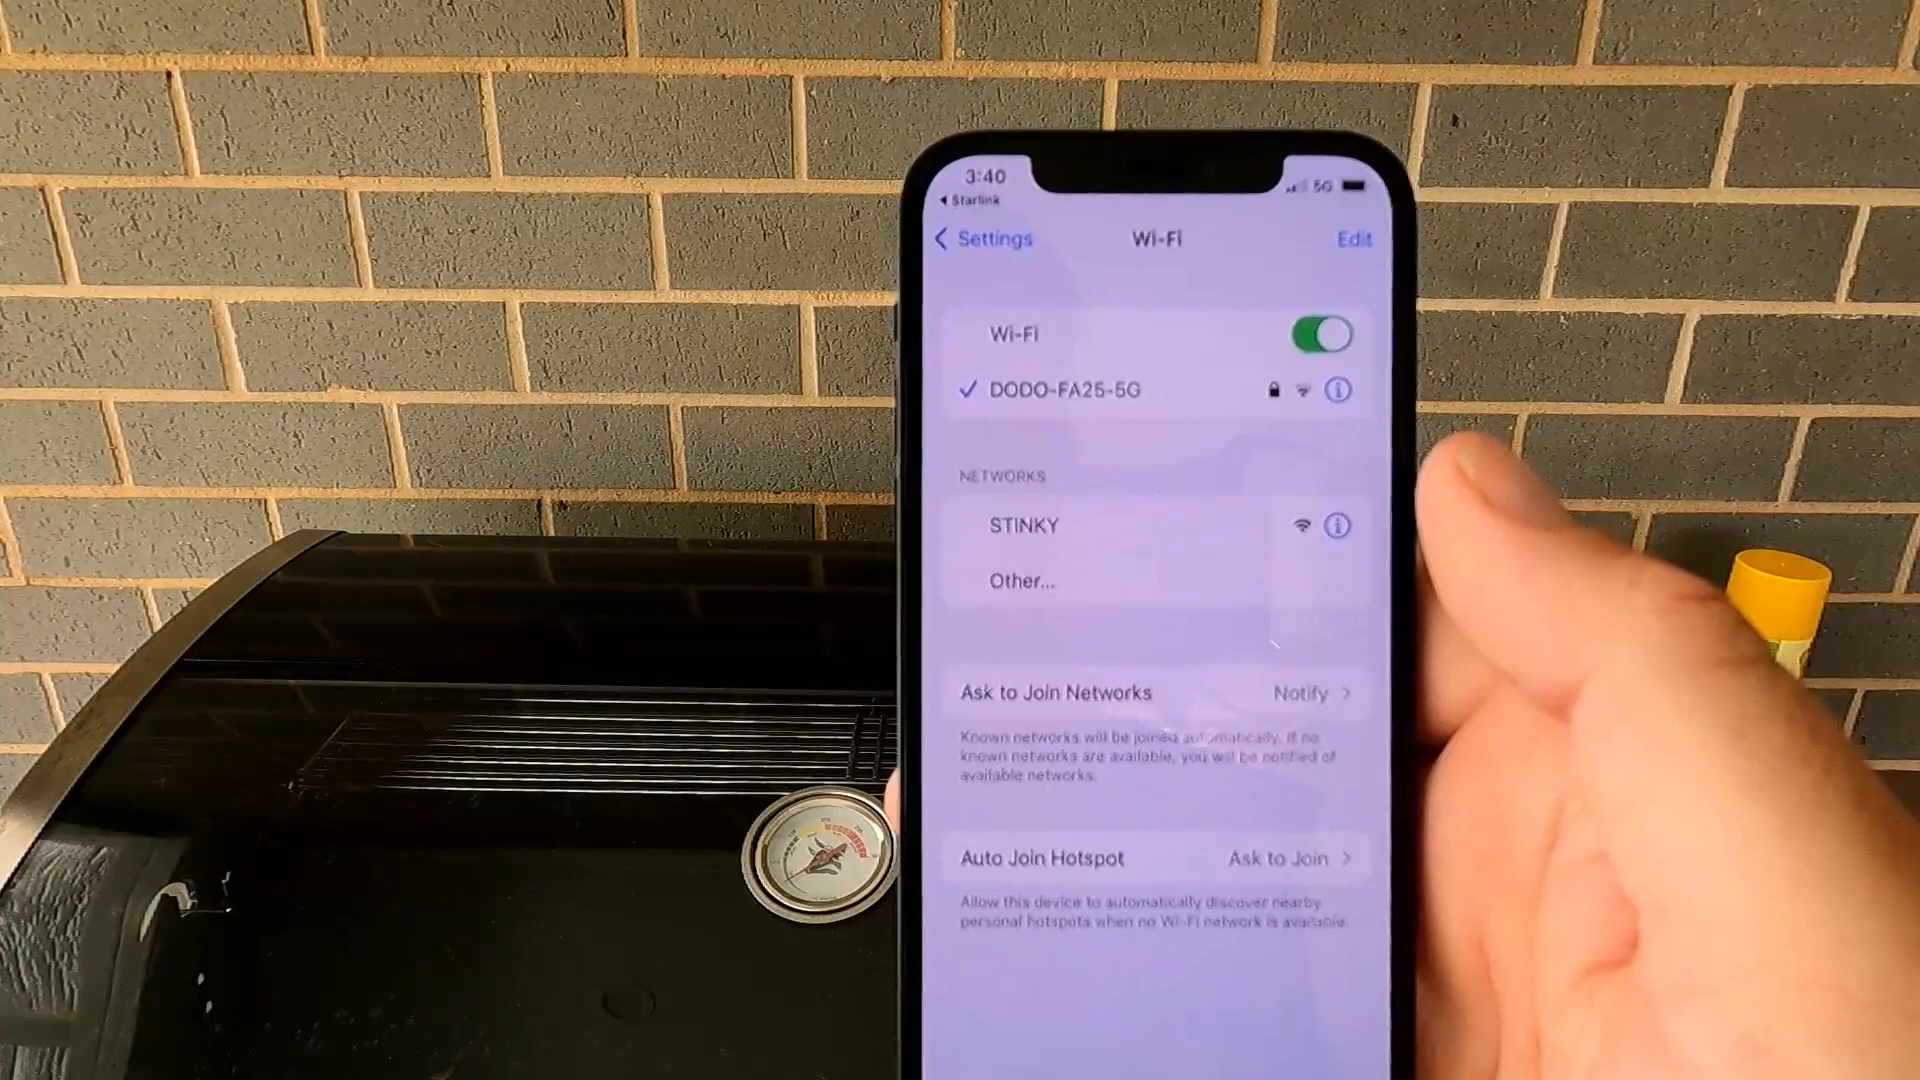 3:40
5G
Starlink
Settings
Wi-Fi
Edit
Wi-Fi
DODO-FA25-5G
NETWORKS
STINKY
Other...
Ask to Join Networks
Notify
Known networks will be joined automatically. If no
known networks are available, you will be notified of
available networks.
Auto Join Hotspot
Ask to Join
Allow this device to automatically discover nearby
personal hotspots when no Wi-Fi network is available.